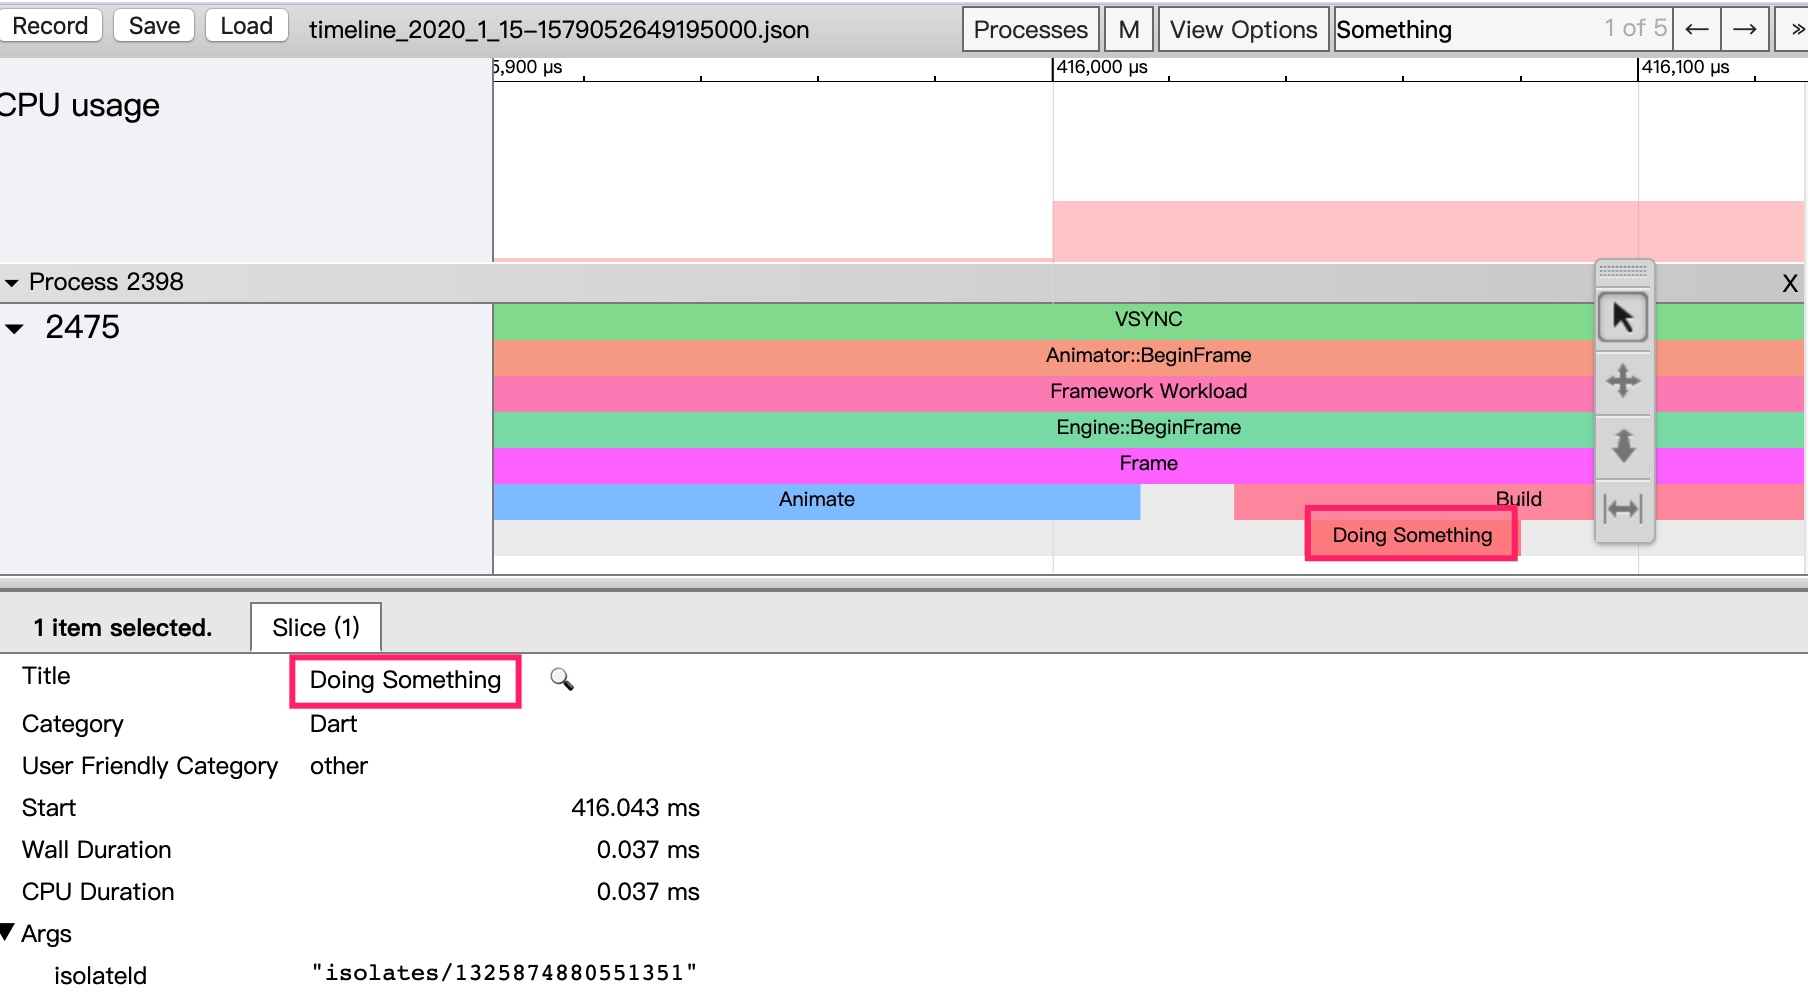 Record Save Load timeline_2020_1_15-1579052649195000.json Processes M View Options Something 1 of 5 ← → »
5,900 μs 416,000 μs 416,100 μs
CPU usage
Process 2398 X
2475
VSYNC
Animator::BeginFrame
Framework Workload
Engine::BeginFrame
Frame
Animate Build
Doing Something
1 item selected. Slice (1)
Title Doing Something
Category Dart
User Friendly Category other
Start 416.043 ms
Wall Duration 0.037 ms
CPU Duration 0.037 ms
Args
isolateId "isolates/1325874880551351"